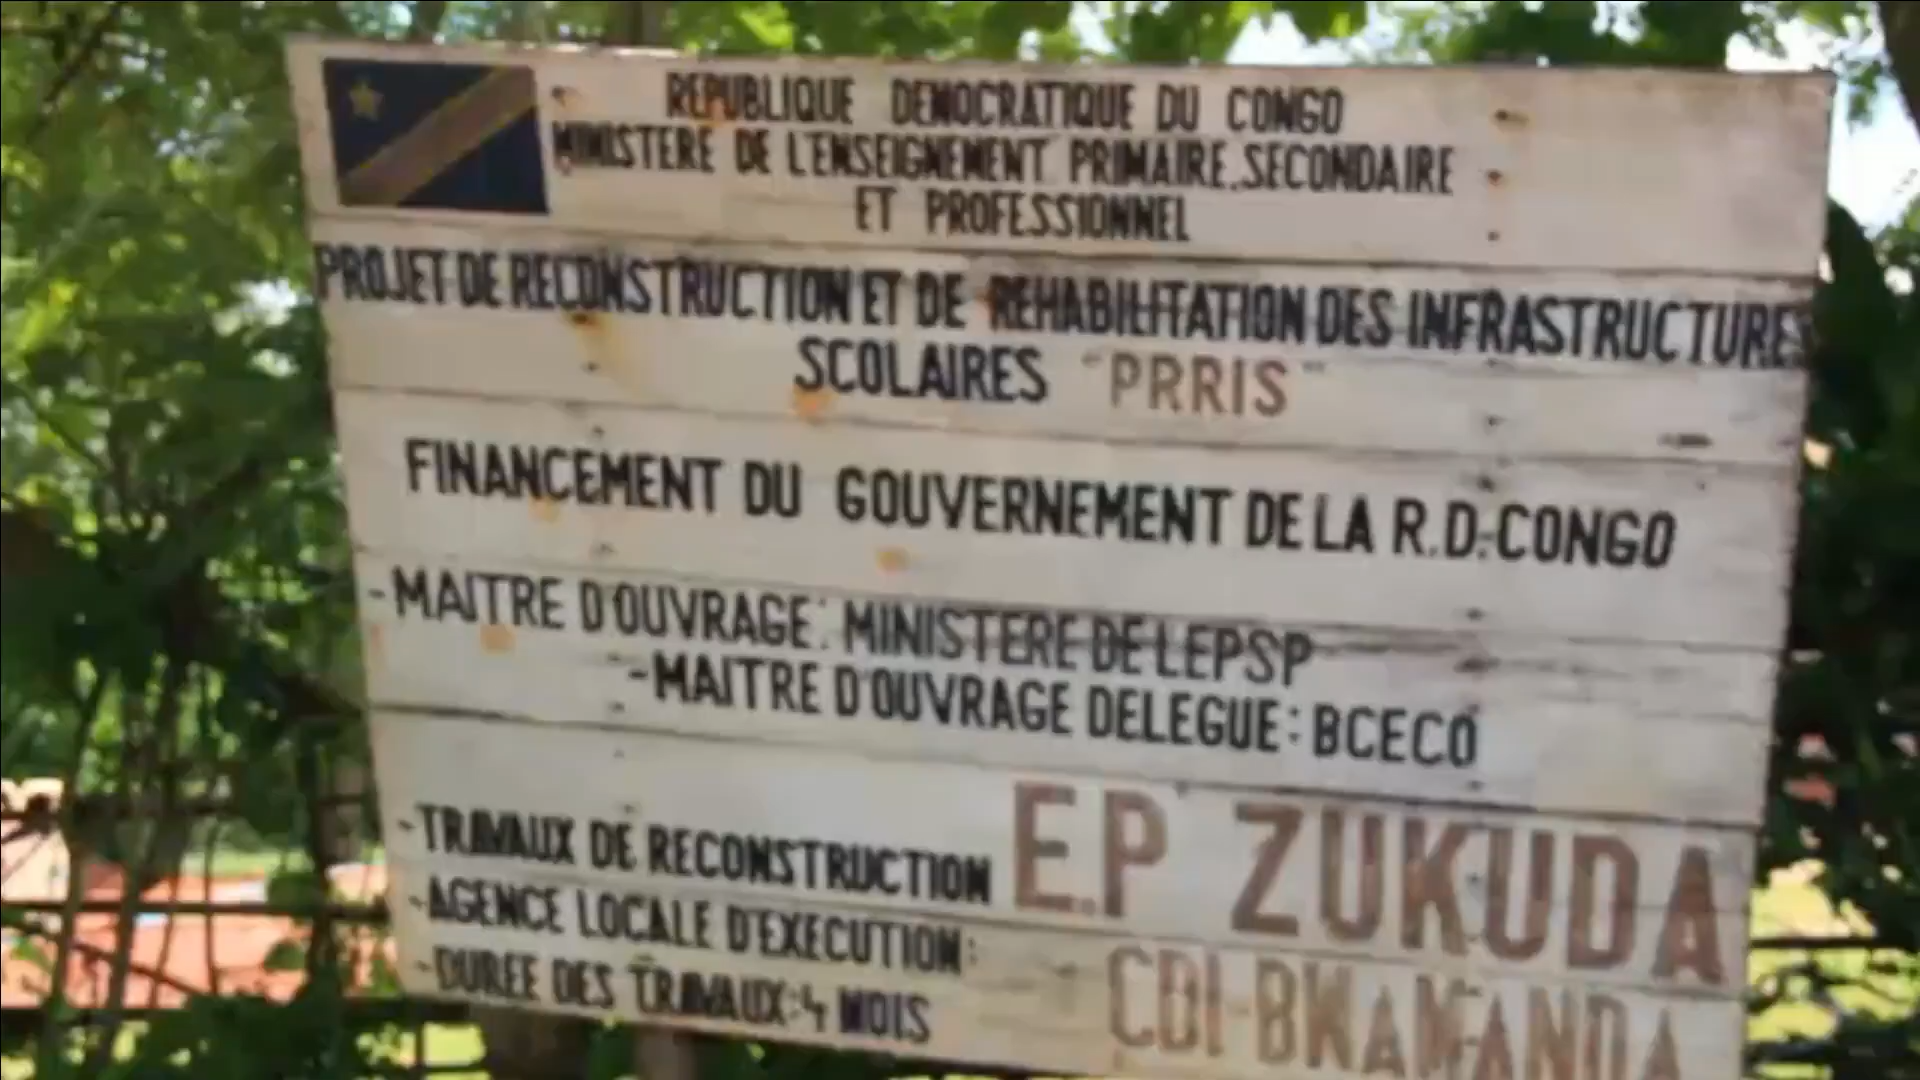 REPUBLIQUE DEMOCRATIQUE DU CONGO
MINISTERE DE L'ENSEIGNEMENT PRIMAIRE, SECONDAIRE
ET PROFESSIONNEL
PROJET DE RECONSTRUCTION ET DE REHABILITATION DES INFRASTRUCTURES
SCOLAIRES "PRRIS"
FINANCEMENT DU GOUVERNEMENT DE LA R.D.CONGO
-MAITRE D'OUVRAGE: MINISTERE DE LEPSP
-MAITRE D'OUVRAGE DELEGUE: BCECO
-TRAVAUX DE RECONSTRUCTION E.P ZUKUDA
-AGENCE LOCALE D'EXECUTION: CDI-BWAMANDA
-DUREE DES TRAVAUX: 4 MOIS